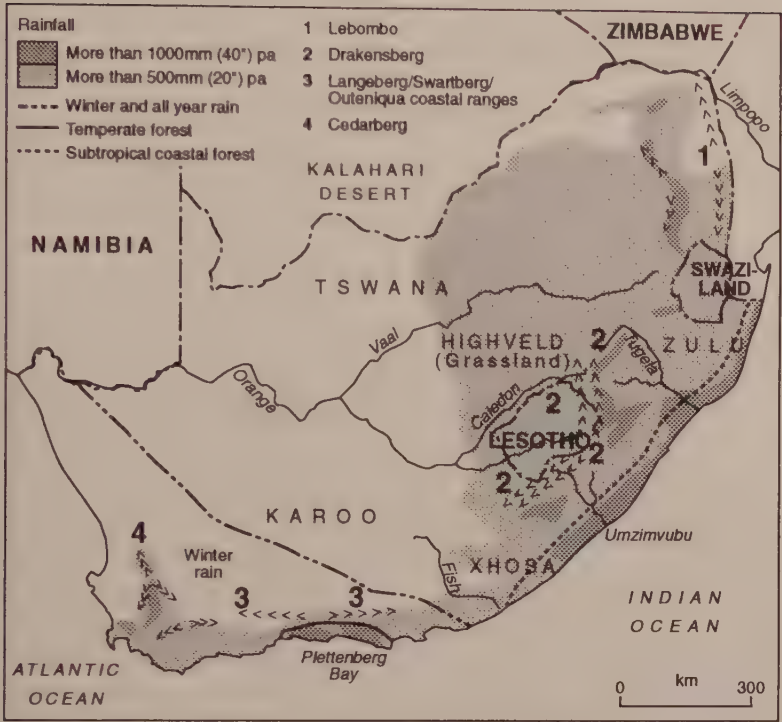 Rainfall
More than 1000mm (40") pa
More than 500mm (20") pa
Winter and all year rain
Temperate forest
Subtropical coastal forest
1 Lebombo
2 Drakensberg
3 Langeberg/Swartberg/
Outeniqua coastal ranges
4 Cedarberg
ZIMBABWE
Limpopo
KALAHARI
DESERT
1
NAMIBIA
TSWANA
SWAZI-
LAND
Vaal
HIGHVELD
(Grassland)
2
Tugela
ZULU
Orange
Caledon
2
LESOTHO
2
2
KAROO
4
Winter
rain
Umzimvubu
XHOBA
Fish
3
3
INDIAN
OCEAN
Plettenberg
Bay
ATLANTIC
OCEAN
km
0 300